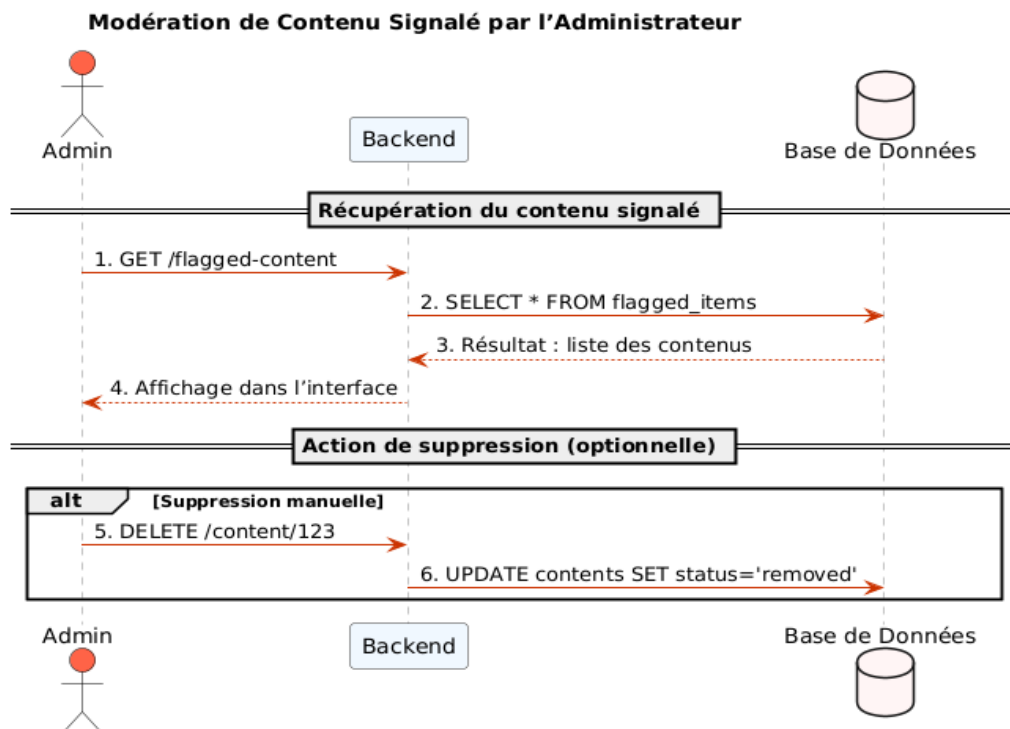 Modération de Contenu Signalé par l’Administrateur
Admin
Backend
Base de Données
Récupération du contenu signalé
1. GET /flagged-content
2. SELECT * FROM flagged_items
3. Résultat : liste des contenus
4. Affichage dans l’interface
Action de suppression (optionnelle)
alt [Suppression manuelle]
5. DELETE /content/123
6. UPDATE contents SET status='removed'
Admin
Backend
Base de Données